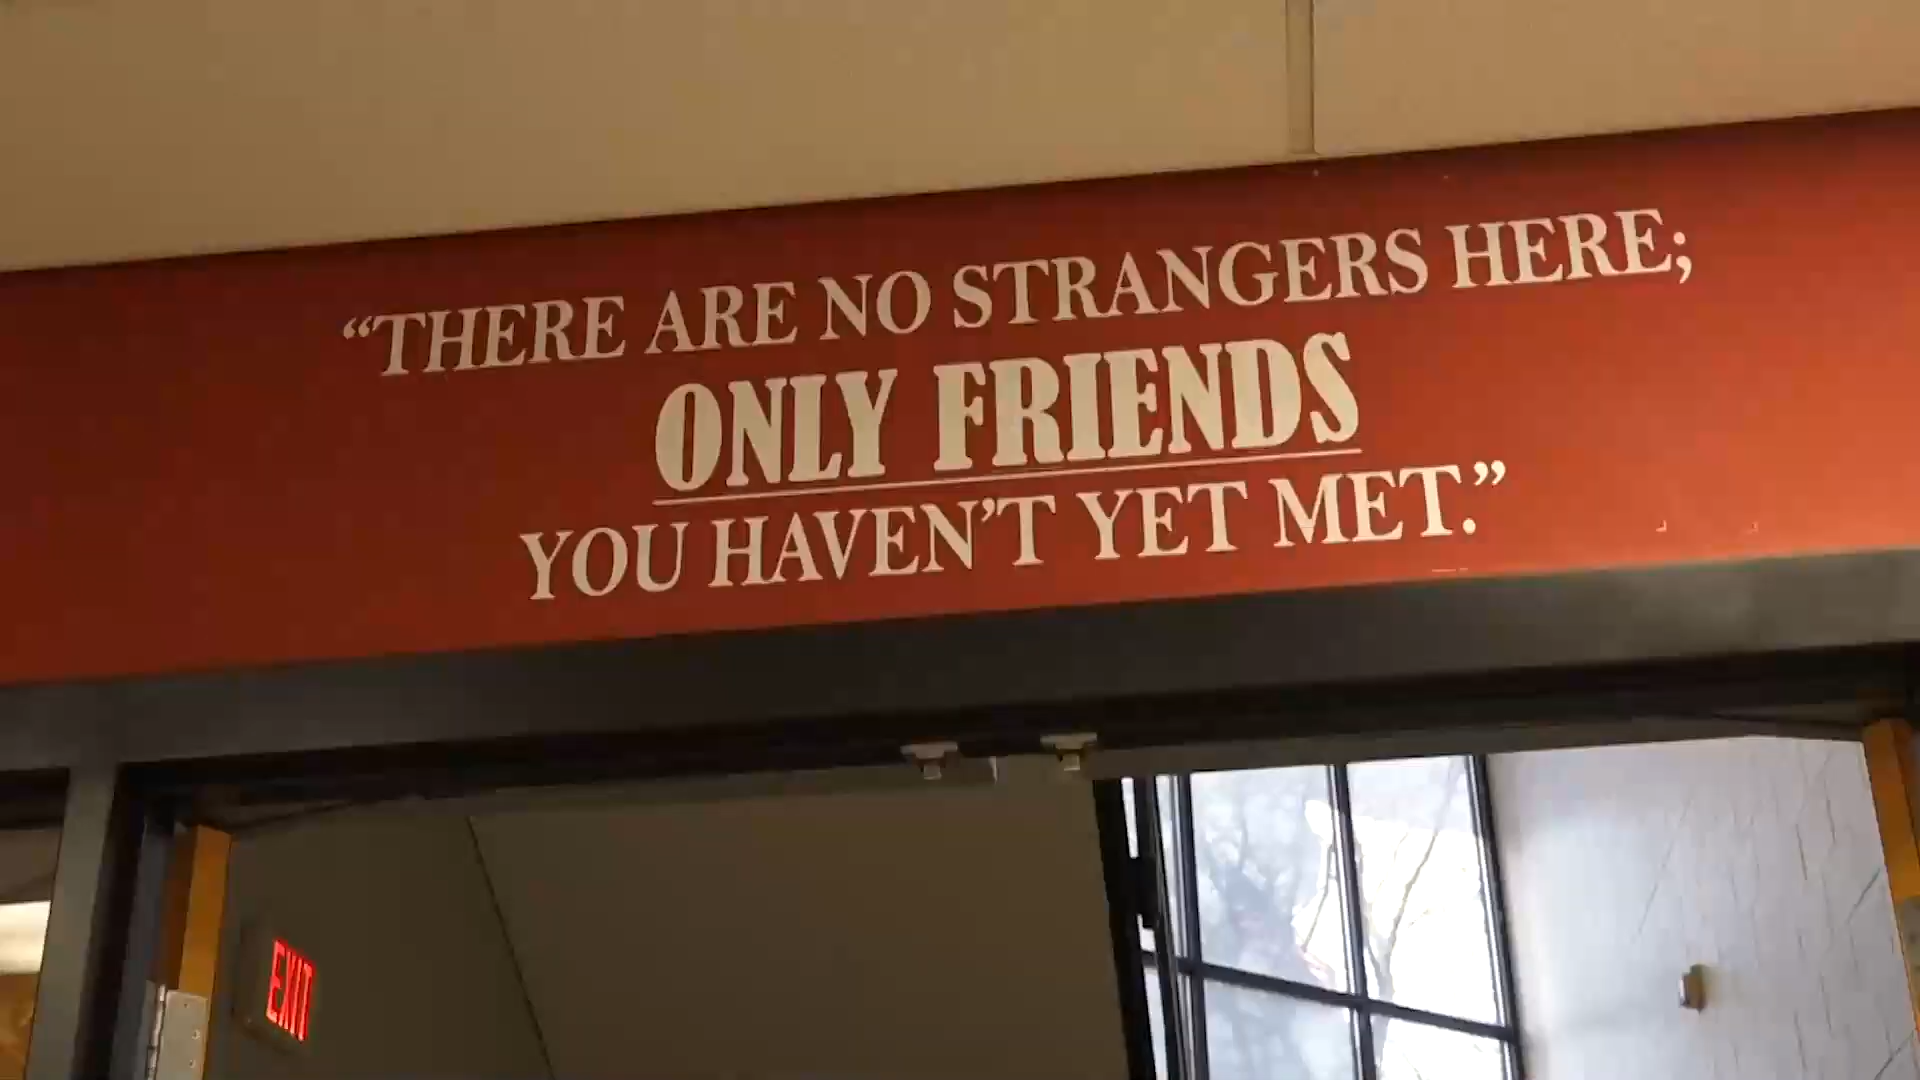 “THERE ARE NO STRANGERS HERE;
ONLY FRIENDS
YOU HAVEN’T YET MET.”
EXIT